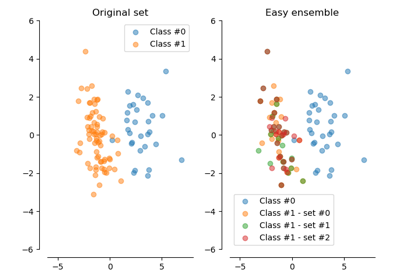 Original set
Easy ensemble
6
4
2
0
−2
−4
−6
−5
0
5
Class #0
Class #1
6
4
2
0
−2
−4
−6
−5
0
5
Class #0
Class #1 - set #0
Class #1 - set #1
Class #1 - set #2